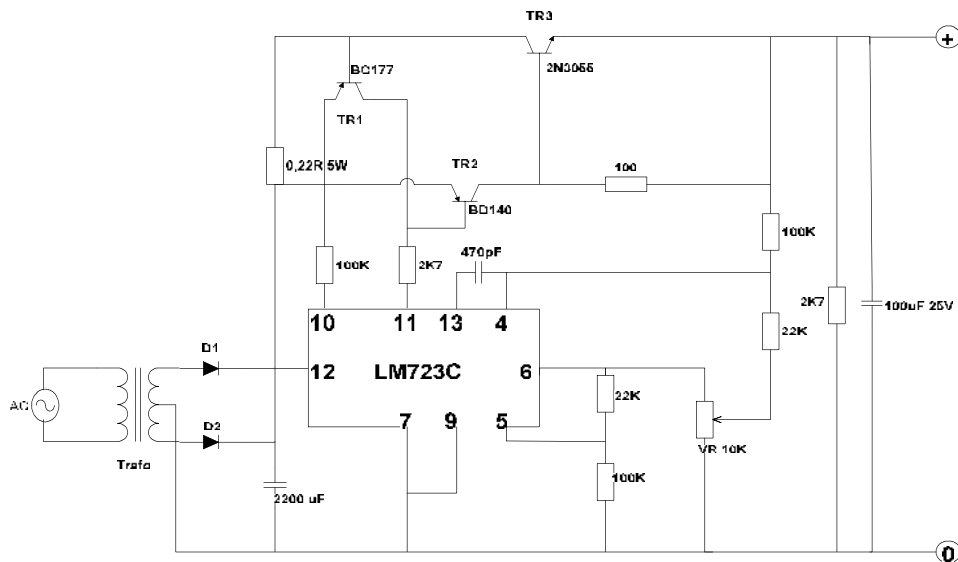 TR3
+
2N3055
BC177
TR1
0,22R 5W
TR2
100
BD140
100K
470pF
100K
2K7
2K7
100uF 25V
10
11
13
4
22K
D1
12
LM723C
6
22K
AC
D2
7
9
5
VR 10K
Trafo
100K
2200 uF
0